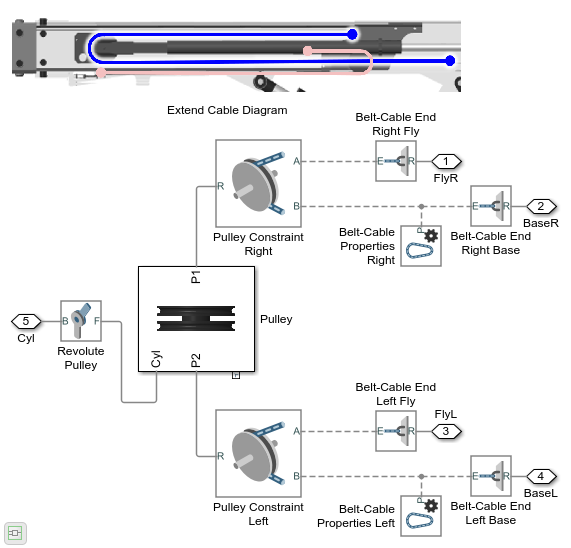 Extend Cable Diagram
Belt-Cable End
Right Fly
A
E
R
1
FlyR
R
B
E
R
2
BaseR
Pulley Constraint
Right
Belt-Cable
Properties
Right
P
Belt-Cable End
Right Base
P1
5
Cyl
B
F
Revolute
Pulley
Pulley
Cyl
P2
F
Belt-Cable End
Left Fly
FlyL
A
E
R
3
R
B
E
R
4
BaseL
Pulley Constraint
Left
Belt-Cable
Properties Left
P
Belt-Cable End
Left Base